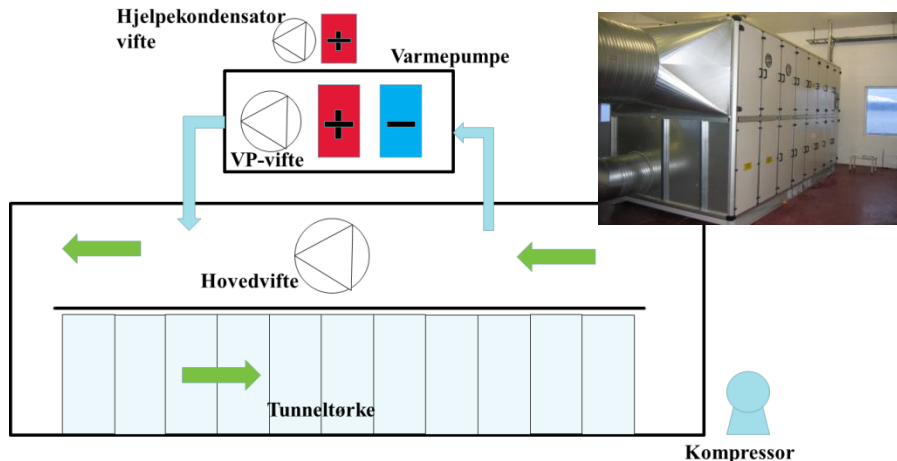 Hjelpekondensator
vifte
Varmepumpe
VP-vifte
Hovedvifte
Tunneltørke
Kompressor